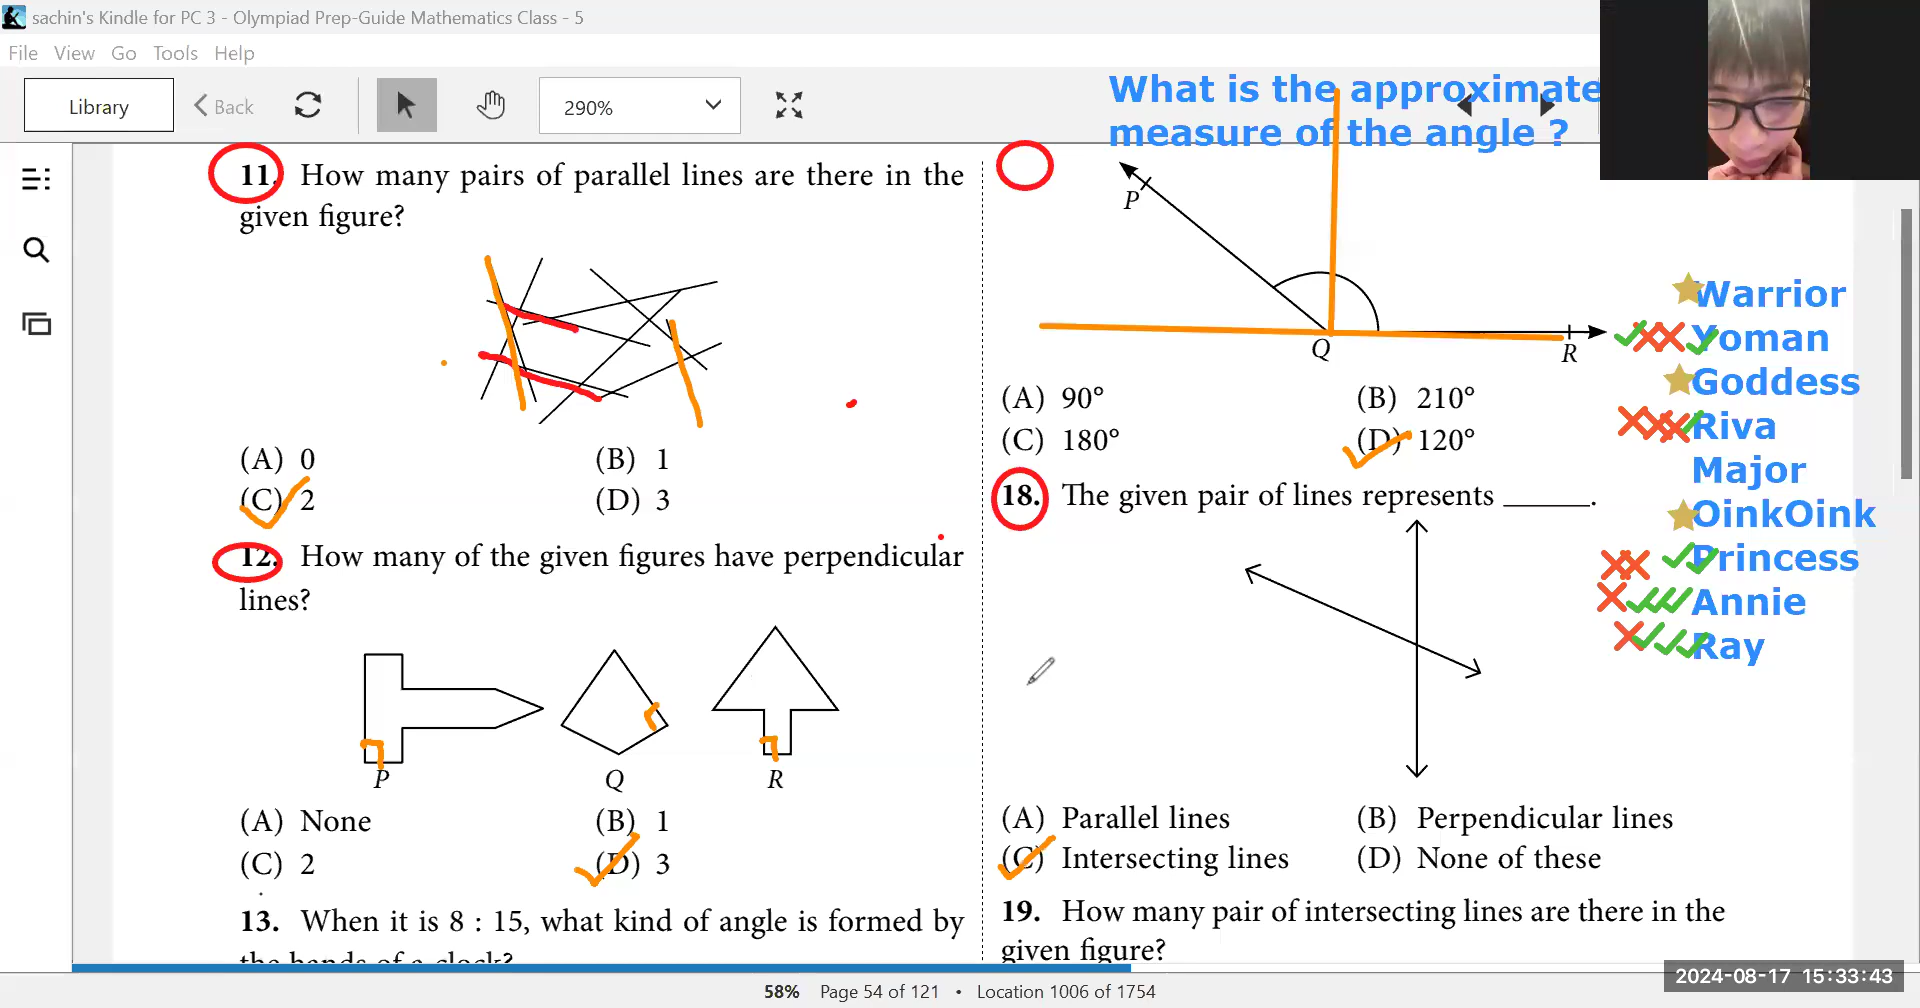 sachin's Kindle for PC 3 - Olympiad Prep-Guide Mathematics Class - 5
File View Go Tools Help
Library
Back
290%
What is the approximate
measure of the angle ?
11. How many pairs of parallel lines are there in the
given figure?
(A) 0 (B) 1
(C) 2 (D) 3
12. How many of the given figures have perpendicular
lines?
P Q R
(A) None (B) 1
(C) 2 (D) 3
13. When it is 8 : 15, what kind of angle is formed by
the hands of a clock?
P
Q
R
(A) 90° (B) 210°
(C) 180° (D) 120°
18. The given pair of lines represents ______.
(A) Parallel lines (B) Perpendicular lines
(C) Intersecting lines (D) None of these
19. How many pair of intersecting lines are there in the
given figure?
Warrior
Yoman
Goddess
Riva
Major
OinkOink
Princess
Annie
Ray
58% Page 54 of 121 • Location 1006 of 1754
2024-08-17 15:33:43